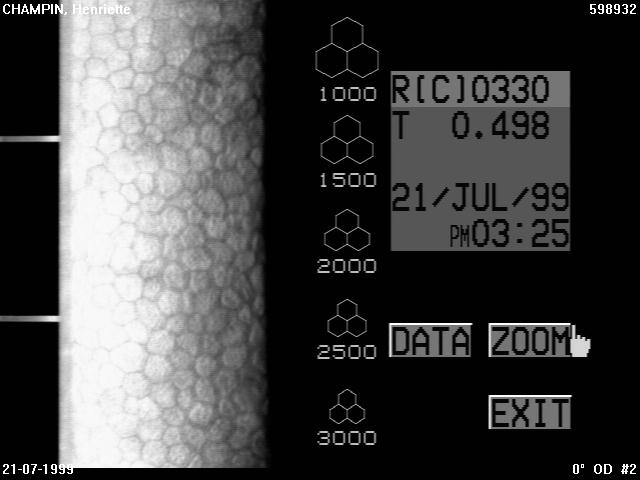 CHAMPIN, Henriette
598932
1000
1500
2000
2500
3000
R[C]0330
T 0.498
21/JUL/99
PM03:25
DATA ZOOM
EXIT
21-07-1999
0° OD #2